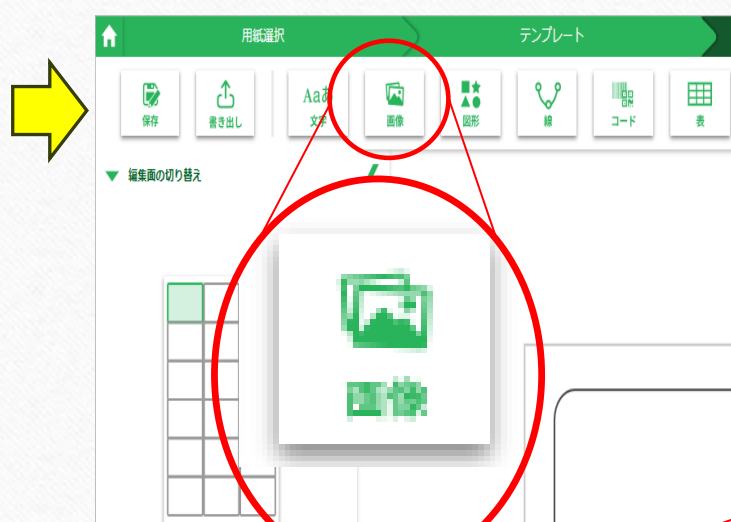 用紙選択
テンプレート
保存
書き出し
Aaあ
文字
画像
図形
線
コード
表
編集面の切り替え
画像